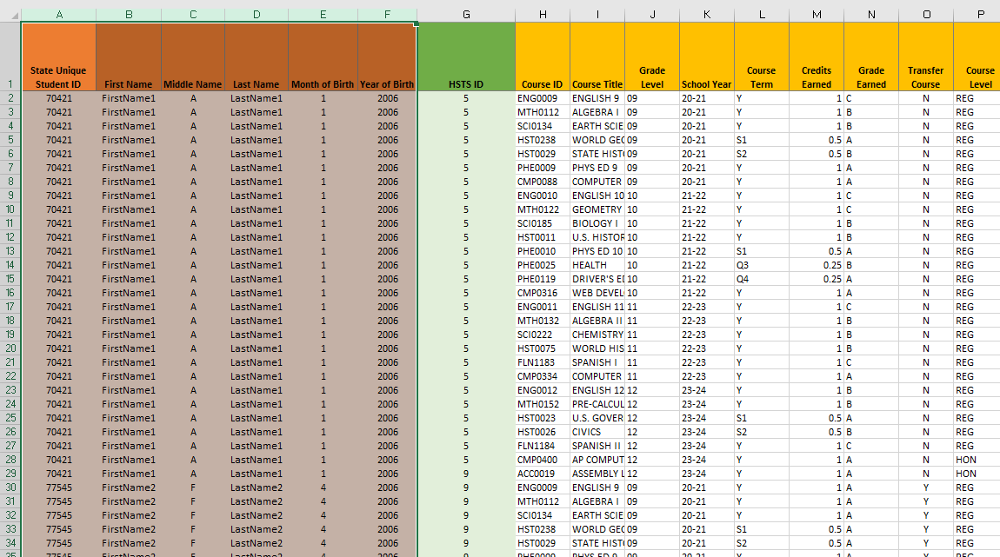 A B C D E F G H I J K L M N O P
1 State Unique Student ID First Name Middle Name Last Name Month of Birth Year of Birth HSTS ID Course ID Course Title Grade Level School Year Course Term Credits Earned Grade Earned Transfer Course Course Level
2 70421 FirstName1 A LastName1 1 2006 5 ENG0009 ENGLISH 9 09 20-21 Y 1 C N REG
3 70421 FirstName1 A LastName1 1 2006 5 MTH0112 ALGEBRA I 09 20-21 Y 1 B N REG
4 70421 FirstName1 A LastName1 1 2006 5 SCI0134 EARTH SCIE 09 20-21 Y 1 B N REG
5 70421 FirstName1 A LastName1 1 2006 5 HST0238 WORLD GEO 09 20-21 S1 0.5 A N REG
6 70421 FirstName1 A LastName1 1 2006 5 HST0029 STATE HIST 09 20-21 S2 0.5 B N REG
7 70421 FirstName1 A LastName1 1 2006 5 PHE0009 PHYS ED 9 09 20-21 Y 1 A N REG
8 70421 FirstName1 A LastName1 1 2006 5 CMP0088 COMPUTER 09 20-21 Y 1 A N REG
9 70421 FirstName1 A LastName1 1 2006 5 ENG0010 ENGLISH 10 10 21-22 Y 1 C N REG
10 70421 FirstName1 A LastName1 1 2006 5 MTH0122 GEOMETRY 10 21-22 Y 1 C N REG
11 70421 FirstName1 A LastName1 1 2006 5 SCI0185 BIOLOGY I 10 21-22 Y 1 B N REG
12 70421 FirstName1 A LastName1 1 2006 5 HST0011 U.S. HISTOR 10 21-22 Y 1 B N REG
13 70421 FirstName1 A LastName1 1 2006 5 PHE0010 PHYS ED 10 10 21-22 S1 0.5 A N REG
14 70421 FirstName1 A LastName1 1 2006 5 PHE0025 HEALTH 10 21-22 Q3 0.25 B N REG
15 70421 FirstName1 A LastName1 1 2006 5 PHE0119 DRIVER'S E 10 21-22 Q4 0.25 A N REG
16 70421 FirstName1 A LastName1 1 2006 5 CMP0316 WEB DEVEL 10 21-22 Y 1 A N REG
17 70421 FirstName1 A LastName1 1 2006 5 ENG0011 ENGLISH 11 11 22-23 Y 1 C N REG
18 70421 FirstName1 A LastName1 1 2006 5 MTH0132 ALGEBRA II 11 22-23 Y 1 B N REG
19 70421 FirstName1 A LastName1 1 2006 5 SCI0222 CHEMISTRY 11 22-23 Y 1 B N REG
20 70421 FirstName1 A LastName1 1 2006 5 HST0075 WORLD HIS 11 22-23 Y 1 B N REG
21 70421 FirstName1 A LastName1 1 2006 5 FLN1183 SPANISH I 11 22-23 Y 1 C N REG
22 70421 FirstName1 A LastName1 1 2006 5 CMP0334 COMPUTER 11 22-23 Y 1 A N REG
23 70421 FirstName1 A LastName1 1 2006 5 ENG0012 ENGLISH 12 12 23-24 Y 1 B N REG
24 70421 FirstName1 A LastName1 1 2006 5 MTH0152 PRE-CALCUL 12 23-24 Y 1 B N REG
25 70421 FirstName1 A LastName1 1 2006 5 HST0023 U.S. GOVER 12 23-24 S1 0.5 A N REG
26 70421 FirstName1 A LastName1 1 2006 5 HST0026 CIVICS 12 23-24 S2 0.5 B N REG
27 70421 FirstName1 A LastName1 1 2006 5 FLN1184 SPANISH II 12 23-24 Y 1 C N REG
28 70421 FirstName1 A LastName1 1 2006 5 CMP0400 AP COMPUT 12 23-24 Y 1 A N HON
29 70421 FirstName1 A LastName1 1 2006 9 ACC0019 ASSEMBLY L 12 23-24 Y 1 A N HON
30 77545 FirstName2 F LastName2 4 2006 9 ENG0009 ENGLISH 9 09 20-21 Y 1 A Y REG
31 77545 FirstName2 F LastName2 4 2006 9 MTH0112 ALGEBRA I 09 20-21 Y 1 A Y REG
32 77545 FirstName2 F LastName2 4 2006 9 SCI0134 EARTH SCIE 09 20-21 Y 1 A Y REG
33 77545 FirstName2 F LastName2 4 2006 9 HST0238 WORLD GEO 09 20-21 S1 0.5 A Y REG
34 77545 FirstName2 F LastName2 4 2006 9 HST0029 STATE HIST 09 20-21 S2 0.5 A Y REG